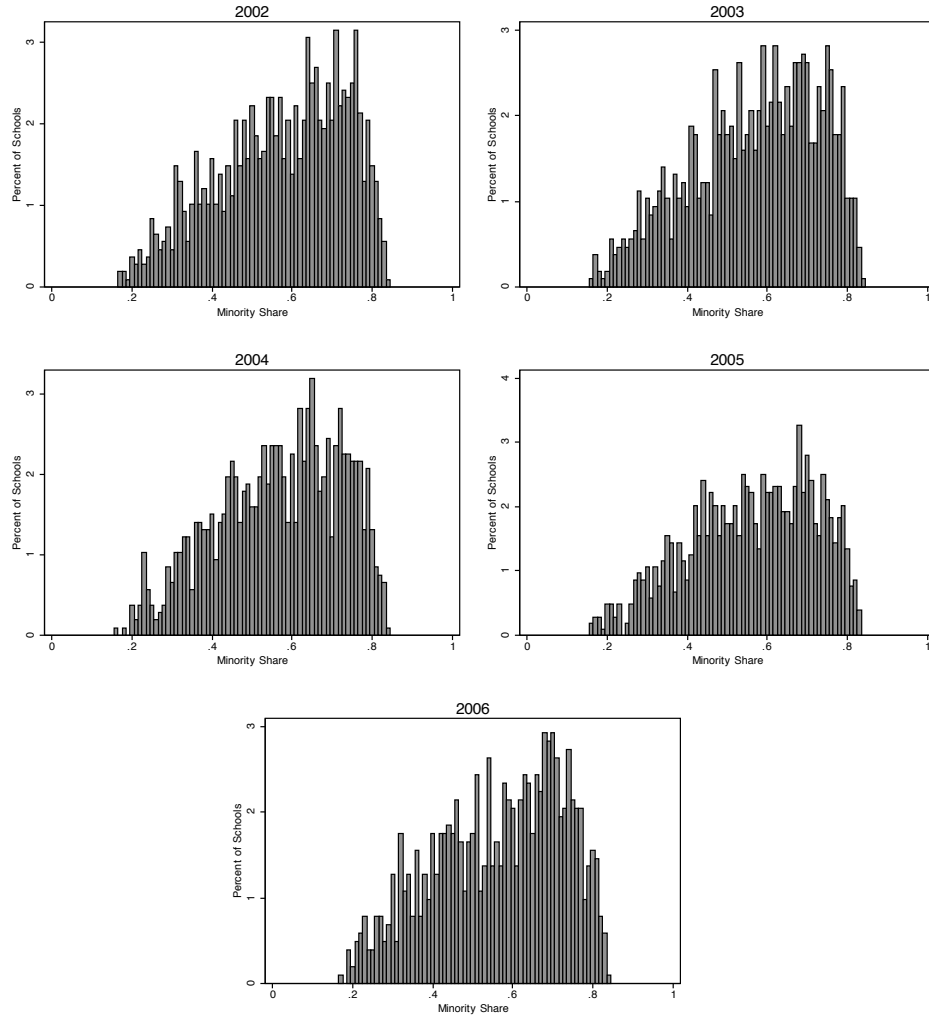 2002
Percent of Schools
3
2
1
0
0 .2 .4 .6 .8 1
Minority Share
2003
Percent of Schools
3
2
1
0
0 .2 .4 .6 .8 1
Minority Share
2004
Percent of Schools
3
2
1
0
0 .2 .4 .6 .8 1
Minority Share
2005
Percent of Schools
4
3
2
1
0
0 .2 .4 .6 .8 1
Minority Share
2006
Percent of Schools
3
2
1
0
0 .2 .4 .6 .8 1
Minority Share